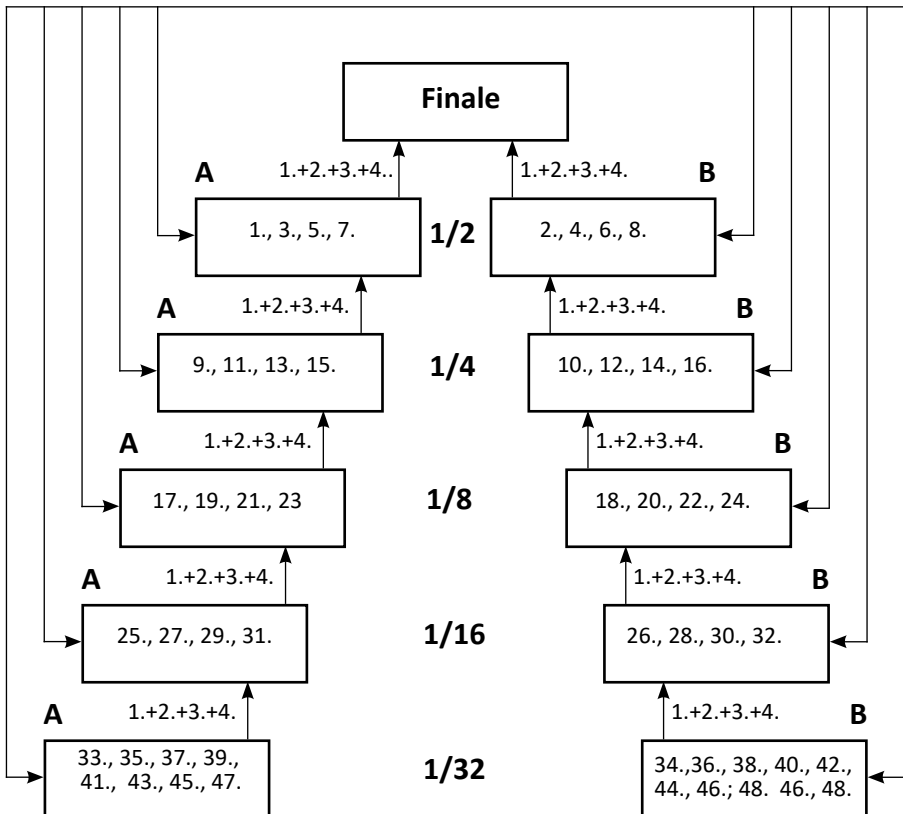 Finale
A 1.+2.+3.+4.. 1.+2.+3.+4. B
1., 3., 5., 7. 1/2 2., 4., 6., 8.
A 1.+2.+3.+4. 1.+2.+3.+4. B
9., 11., 13., 15. 1/4 10., 12., 14., 16.
A 1.+2.+3.+4. 1.+2.+3.+4. B
17., 19., 21., 23 1/8 18., 20., 22., 24.
A 1.+2.+3.+4. 1.+2.+3.+4. B
25., 27., 29., 31. 1/16 26., 28., 30., 32.
A 1.+2.+3.+4. 1.+2.+3.+4. B
33., 35., 37., 39., 1/32 34.,36., 38., 40., 42.,
41., 43., 45., 47. 44., 46.; 48. 46., 48.